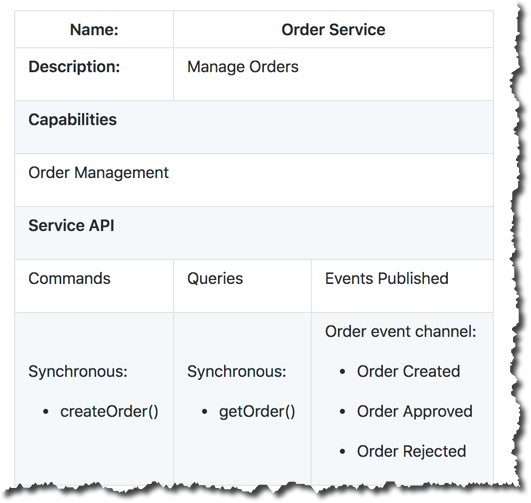 Name: Order Service
Description: Manage Orders
Capabilities
Order Management
Service API
Commands Queries Events Published
Synchronous:
• createOrder()
Synchronous:
• getOrder()
Order event channel:
• Order Created
• Order Approved
• Order Rejected